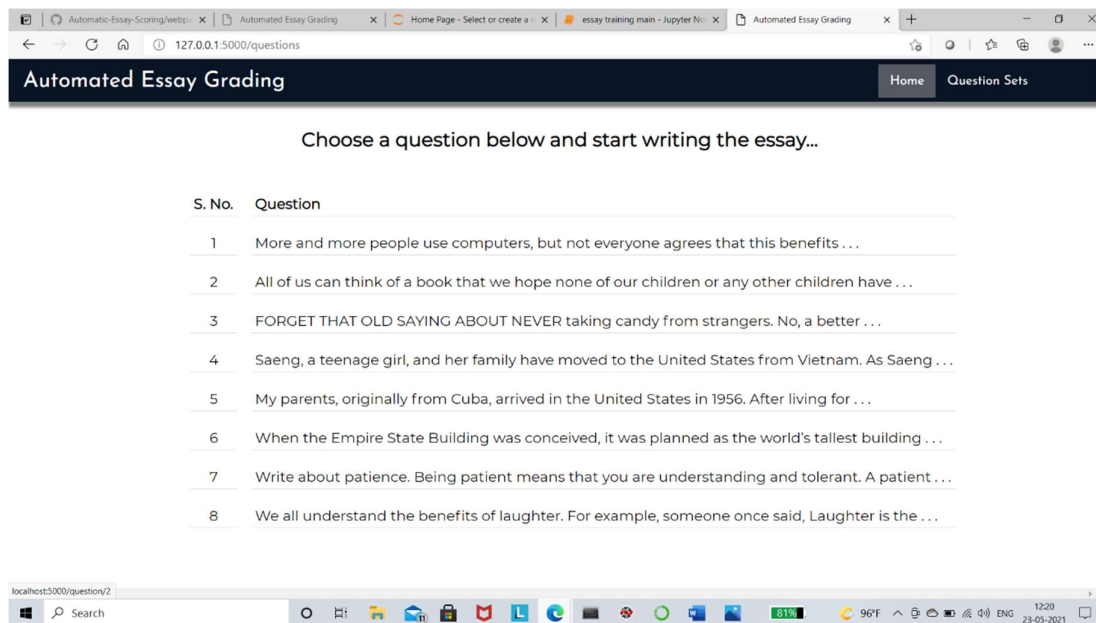 Automatic-Essay-Scoring/webpa
Automated Essay Grading
Home Page - Select or create a n
essay training main - Jupyter No
Automated Essay Grading
127.0.0.1:5000/questions
Automated Essay Grading
Home
Question Sets
Choose a question below and start writing the essay...
S. No. Question
1 More and more people use computers, but not everyone agrees that this benefits . . .
2 All of us can think of a book that we hope none of our children or any other children have . . .
3 FORGET THAT OLD SAYING ABOUT NEVER taking candy from strangers. No, a better . . .
4 Saeng, a teenage girl, and her family have moved to the United States from Vietnam. As Saeng . . .
5 My parents, originally from Cuba, arrived in the United States in 1956. After living for . . .
6 When the Empire State Building was conceived, it was planned as the world's tallest building . . .
7 Write about patience. Being patient means that you are understanding and tolerant. A patient . . .
8 We all understand the benefits of laughter. For example, someone once said, Laughter is the . . .
localhost:5000/question/2
Search
11
L
81%
96°F
ENG
12:20
23-05-2021